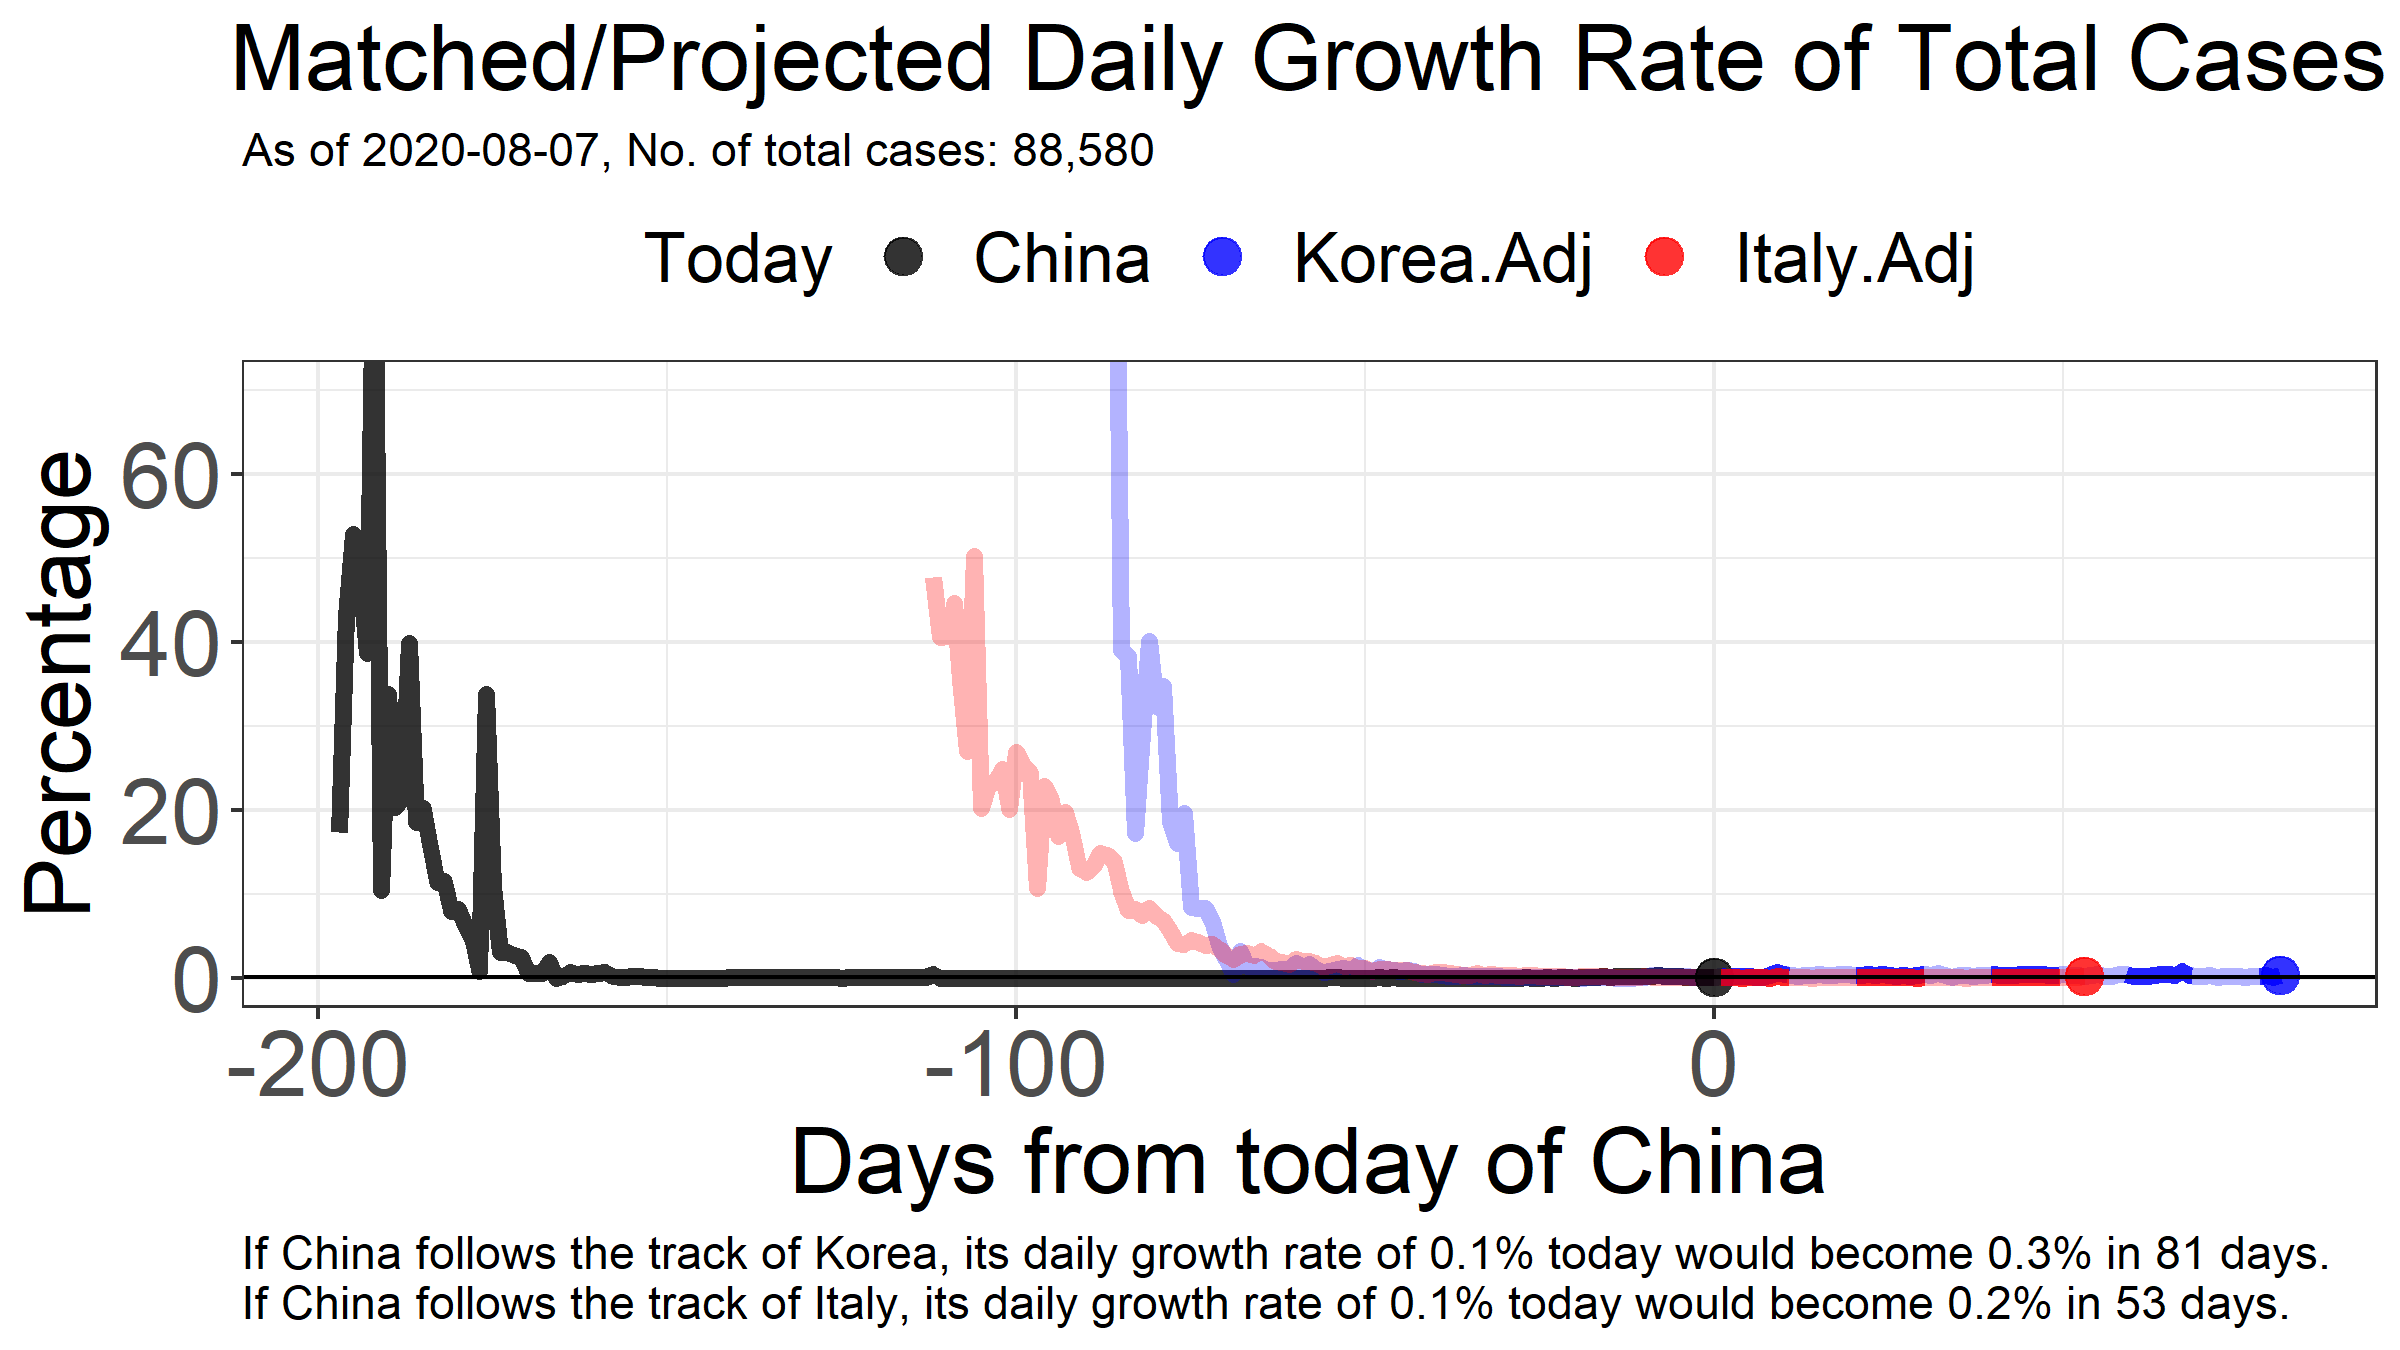 Matched/Projected Daily Growth Rate of Total Cases
As of 2020-08-07, No. of total cases: 88,580
Today China Korea.Adj Italy.Adj
Percentage
60
40
20
0
-200 -100 0
Days from today of China
If China follows the track of Korea, its daily growth rate of 0.1% today would become 0.3% in 81 days.
If China follows the track of Italy, its daily growth rate of 0.1% today would become 0.2% in 53 days.